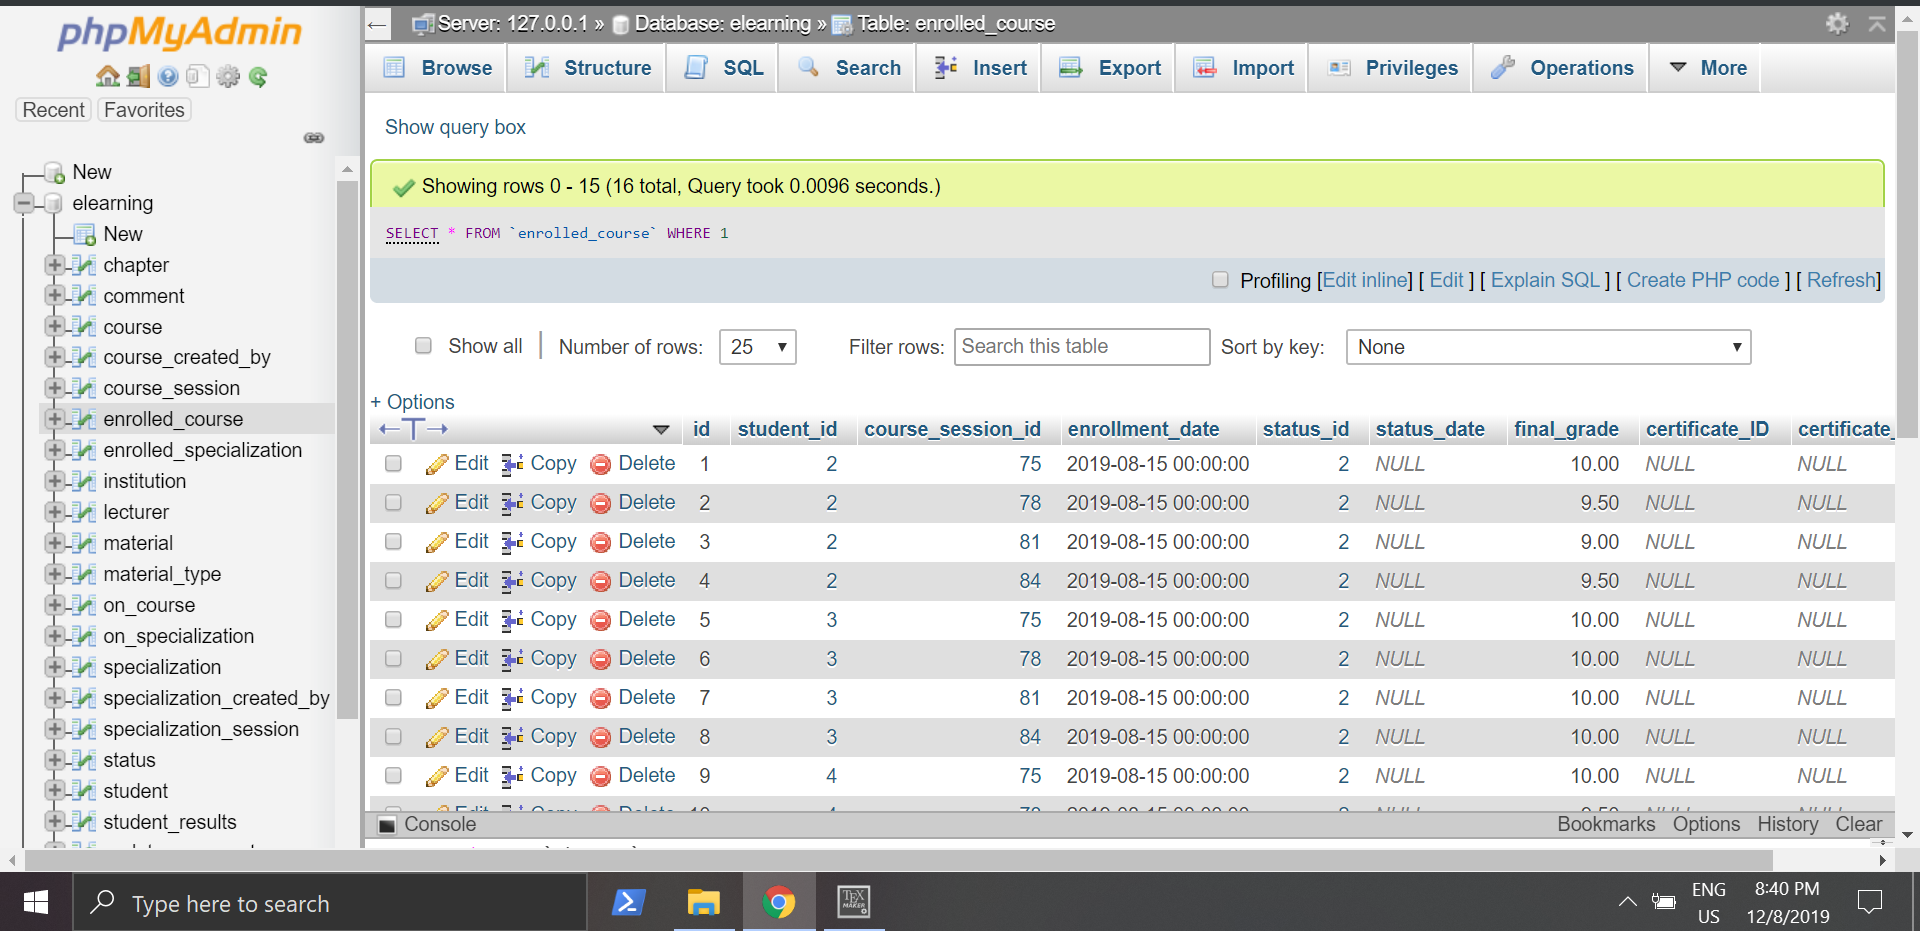 phpMyAdmin
Recent Favorites
New
elearning
New
chapter
comment
course
course_created_by
course_session
enrolled_course
enrolled_specialization
institution
lecturer
material
material_type
on_course
on_specialization
specialization
specialization_created_by
specialization_session
status
student
student_results
Server: 127.0.0.1 » Database: elearning » Table: enrolled_course
Browse Structure SQL Search Insert Export Import Privileges Operations More
Show query box
Showing rows 0 - 15 (16 total, Query took 0.0096 seconds.)
SELECT * FROM `enrolled_course` WHERE 1
Profiling [Edit inline] [ Edit ] [ Explain SQL ] [ Create PHP code ] [ Refresh]
Show all Number of rows: 25 Filter rows: Search this table Sort by key: None
+ Options
id student_id course_session_id enrollment_date status_id status_date final_grade certificate_ID certificate_
Edit Copy Delete 1 2 75 2019-08-15 00:00:00 2 NULL 10.00 NULL NULL
Edit Copy Delete 2 2 78 2019-08-15 00:00:00 2 NULL 9.50 NULL NULL
Edit Copy Delete 3 2 81 2019-08-15 00:00:00 2 NULL 9.00 NULL NULL
Edit Copy Delete 4 2 84 2019-08-15 00:00:00 2 NULL 9.50 NULL NULL
Edit Copy Delete 5 3 75 2019-08-15 00:00:00 2 NULL 10.00 NULL NULL
Edit Copy Delete 6 3 78 2019-08-15 00:00:00 2 NULL 10.00 NULL NULL
Edit Copy Delete 7 3 81 2019-08-15 00:00:00 2 NULL 10.00 NULL NULL
Edit Copy Delete 8 3 84 2019-08-15 00:00:00 2 NULL 10.00 NULL NULL
Edit Copy Delete 9 4 75 2019-08-15 00:00:00 2 NULL 10.00 NULL NULL
Console Bookmarks Options History Clear
Type here to search
TEX
MAKER
ENG
US
8:40 PM
12/8/2019